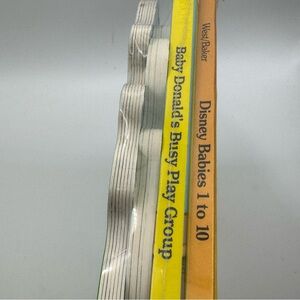 Baby Donald's Busy Play Group
West/Baker
Disney Babies 1 to 10